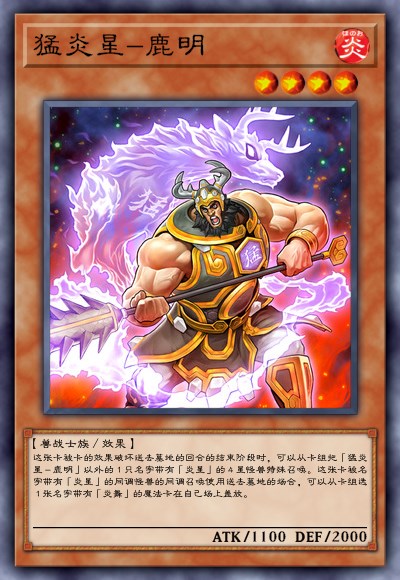 猛炎星－鹿明
ほのお
炎
【兽战士族／效果】
这张卡被卡的效果破坏送去墓地的回合的结束阶段时，可以从卡组把「猛炎
星－鹿明」以外的1只名字带有「炎星」的4星怪兽特殊召唤。这张卡被名
字带有「炎星」的同调怪兽的同调召唤使用送去墓地的场合，可以从卡组选
1张名字带有「炎舞」的魔法卡在自己场上盖放。
ATK/1100 DEF/2000